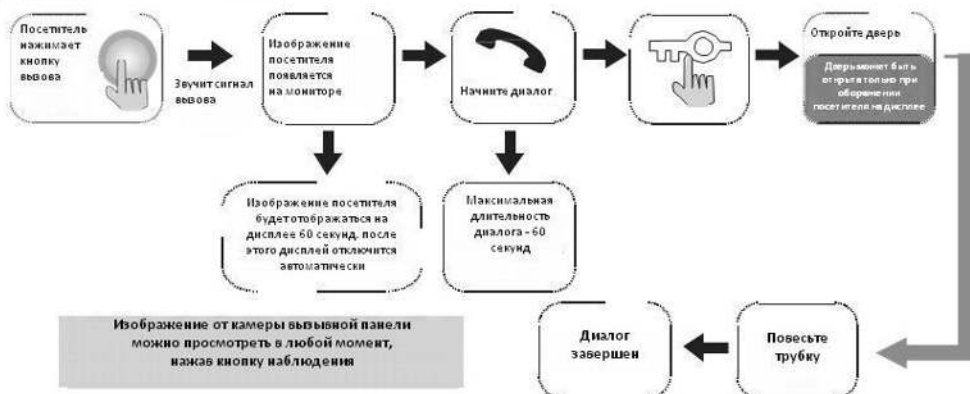 Посетитель
нажимает
кнопку
вызова
Звучит сигнал
вызова
Изображение
посетителя
появляется
на мониторе
Начните диалог
Откройте дверь
Дверь может быть
открыта только при
оборажении
посетителя на дисплее
Изображение посетителя
будет отображаться на
дисплее 60 секунд. после
этого дисплей отключится
автоматически
Максимальная
длительность
диалога - 60
секунд
Изображение от камеры вызывной панели
можно просмотреть в любой момент,
нажав кнопку наблюдения
Диалог
завершен
Повесьте
трубку